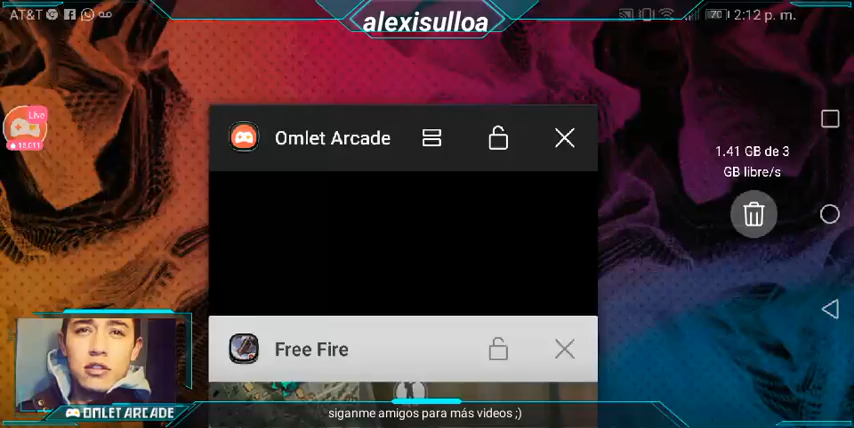 AT&T
alexisulloa
70
2:12 p. m.
Live
Omlet Arcade
1.41 GB de 3
GB libre/s
Free Fire
OMLET ARCADE
siganme amigos para más videos ;)